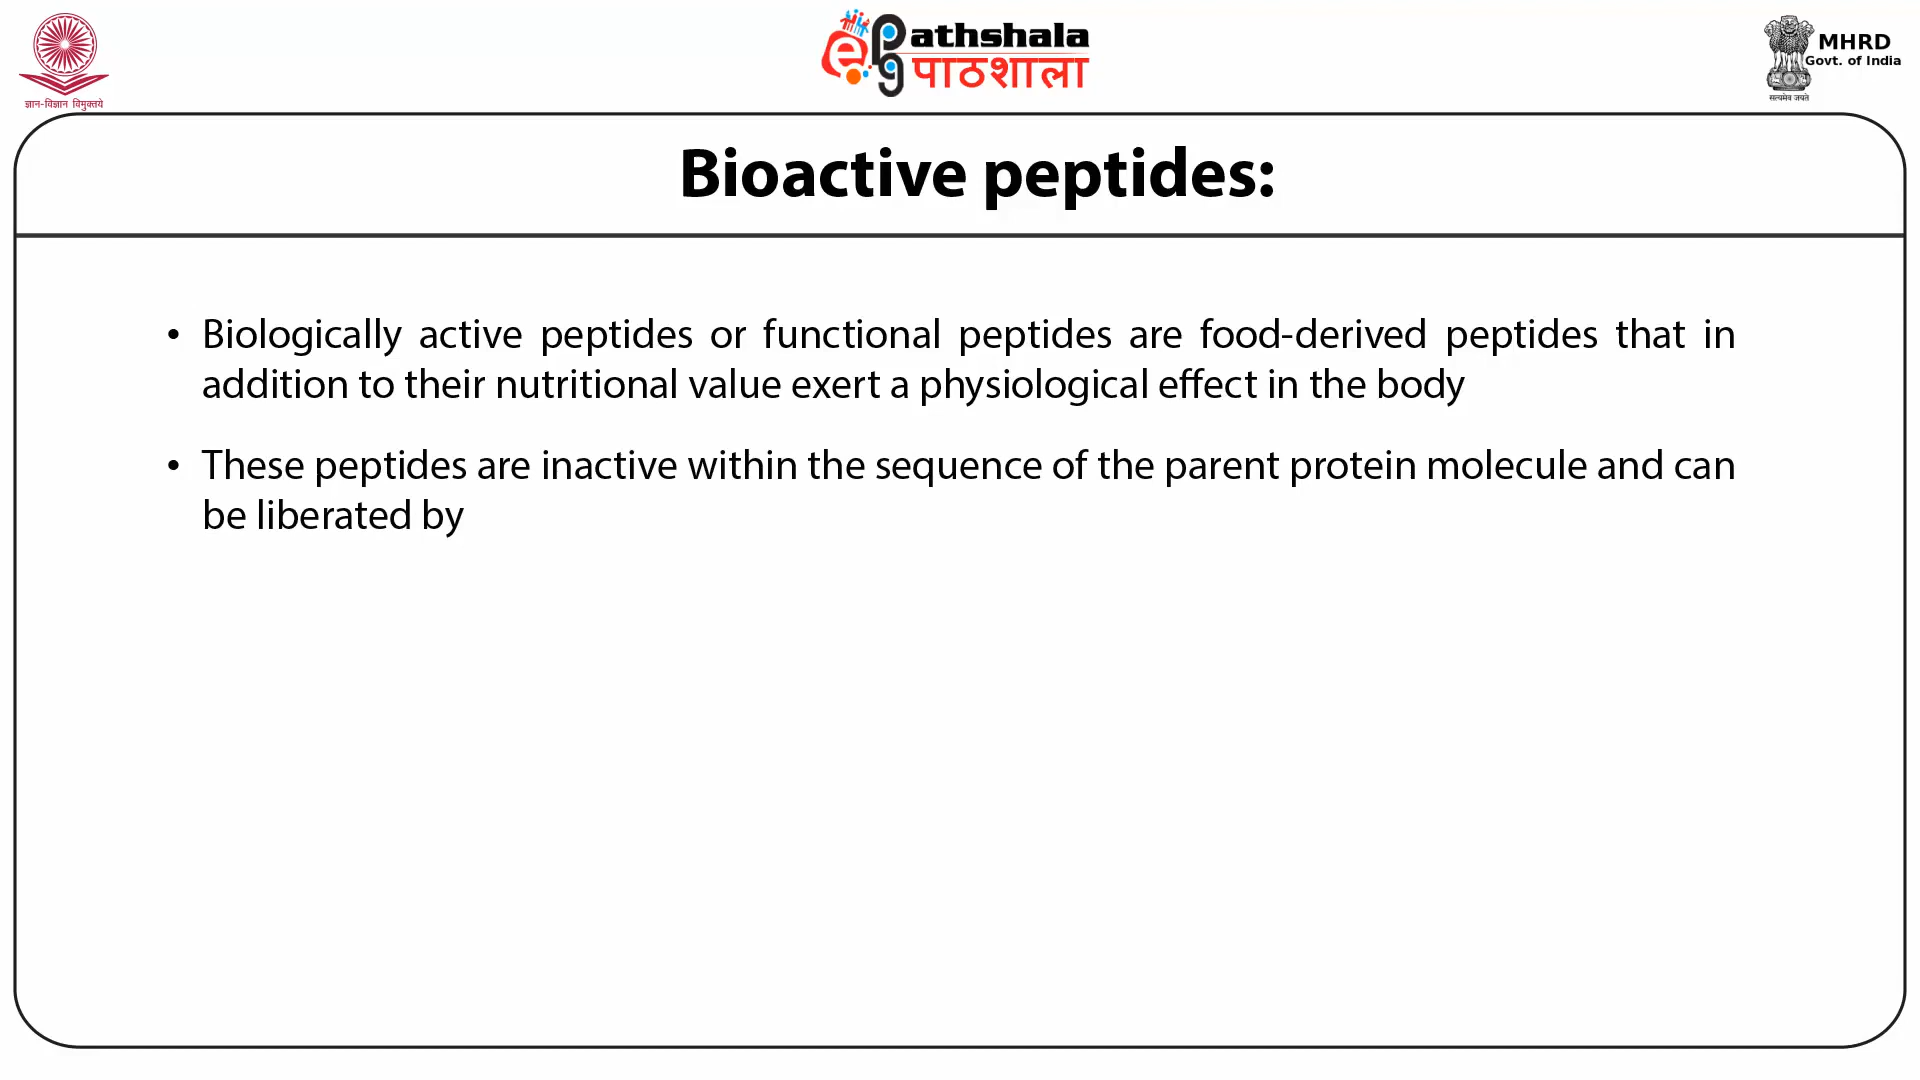 ज्ञान-विज्ञान विमुक्तये
e
Pathshala
पाठशाला
pg
MHRD
Govt. of India
सत्यमेव जयते
Bioactive peptides:
• Biologically active peptides or functional peptides are food-derived peptides that in
addition to their nutritional value exert a physiological effect in the body
• These peptides are inactive within the sequence of the parent protein molecule and can
be liberated by